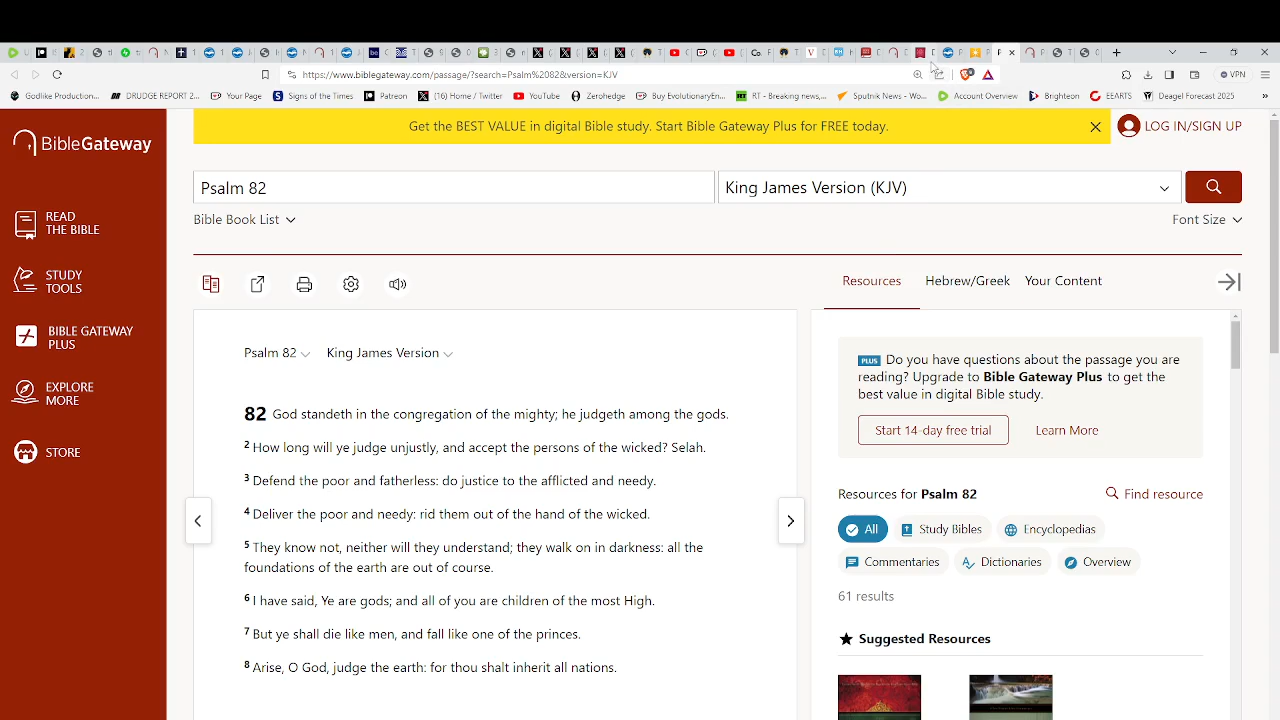 T
C
T
C
T
V
E
H
E
D
P
P
P
T
C
https://www.biblegateway.com/passage/?search=Psalm%2082&version=KJV
VPN
Godlike Production... DRUDGE REPORT 2... Your Page Signs of the Times Patreon (1) Home / Twitter YouTube Zerohedge Buy EvolutionaryEn... RT - Breaking news,... Sputnik News - Wo... Account Overview Brighteon EEARTS Deagel Forecast 2025 »
BibleGateway
Get the BEST VALUE in digital Bible study. Start Bible Gateway Plus for FREE today.
LOG IN/SIGN UP
Psalm 82
King James Version (KJV)
Bible Book List
Font Size
READ
THE BIBLE
STUDY
TOOLS
BIBLE GATEWAY
PLUS
EXPLORE
MORE
STORE
Resources Hebrew/Greek Your Content
Psalm 82 King James Version
82 God standeth in the congregation of the mighty; he judgeth among the gods.
2 How long will ye judge unjustly, and accept the persons of the wicked? Selah.
3 Defend the poor and fatherless: do justice to the afflicted and needy.
4 Deliver the poor and needy: rid them out of the hand of the wicked.
5 They know not, neither will they understand; they walk on in darkness: all the
foundations of the earth are out of course.
6 I have said, Ye are gods; and all of you are children of the most High.
7 But ye shall die like men, and fall like one of the princes.
8 Arise, O God, judge the earth: for thou shalt inherit all nations.
PLUS Do you have questions about the passage you are
reading? Upgrade to Bible Gateway Plus to get the
best value in digital Bible study.
Start 14-day free trial Learn More
Resources for Psalm 82
Find resource
All Study Bibles Encyclopedias
Commentaries Dictionaries Overview
61 results
Suggested Resources